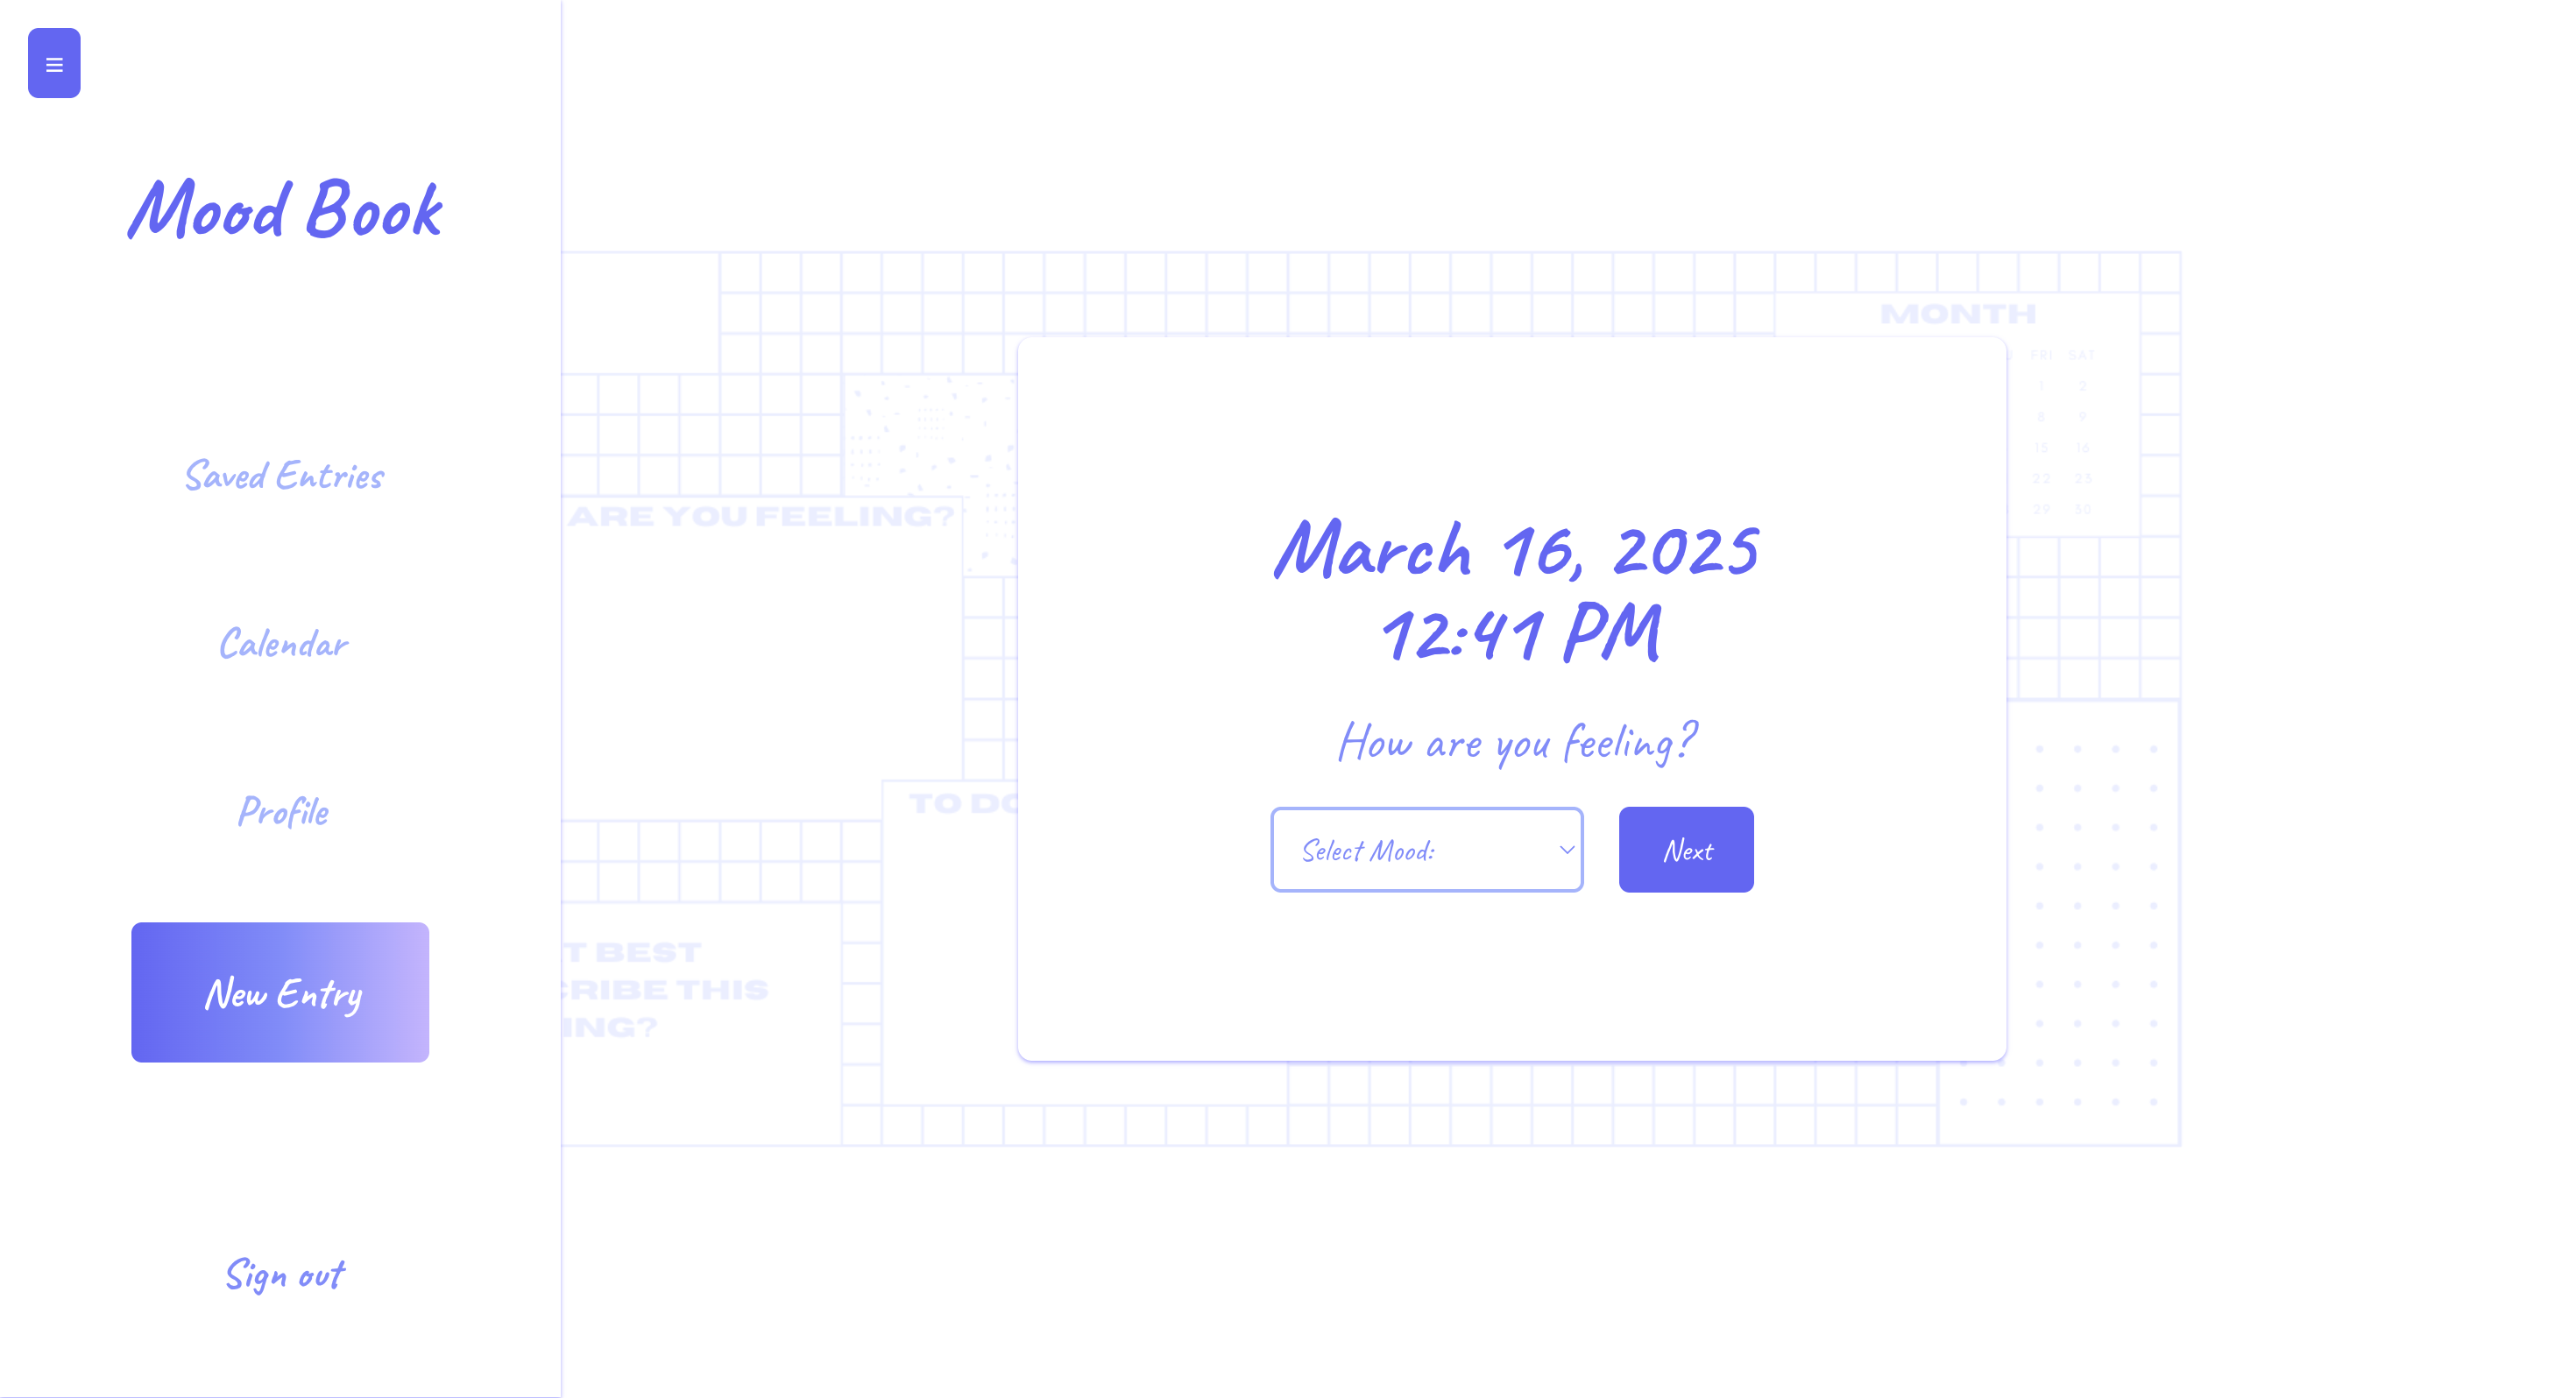 Mood Book
Saved Entries
Calendar
Profile
New Entry
Sign out
MONTH
FRI SAT
1 2
8 9
15 16
22 23
29 30
ARE YOU FEELING?
March 16, 2025
12:41 PM
How are you feeling?
Select Mood:
Next
TO DO
T BEST
CRIBE THIS
ING?